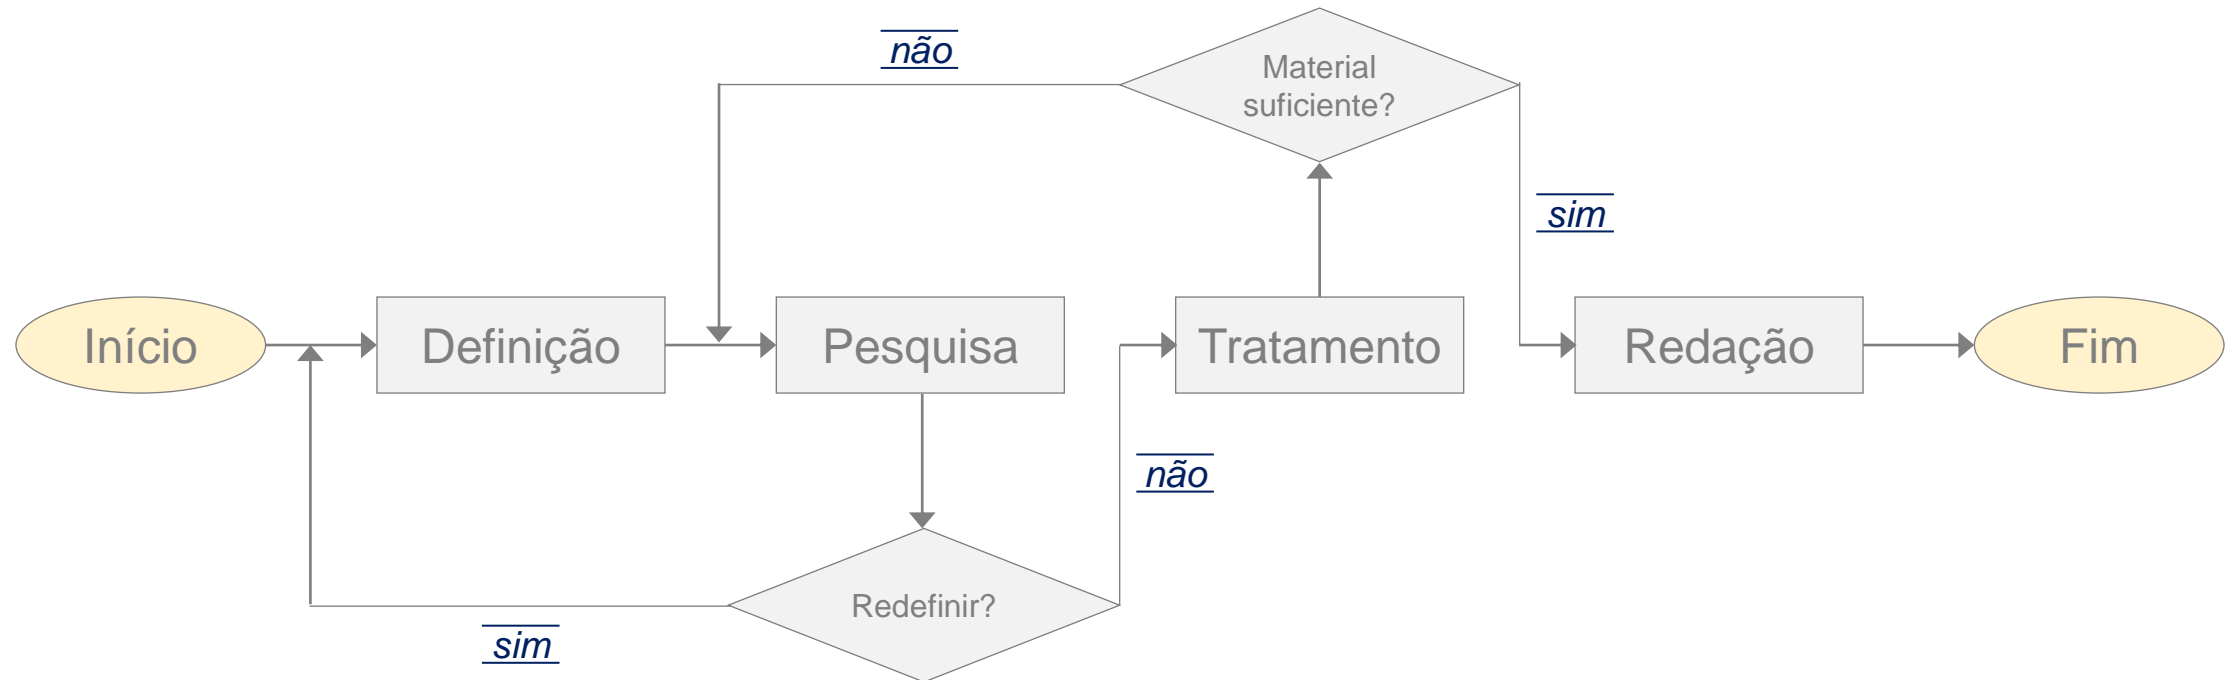 não
Material
suficiente?
sim
Início
Definição
Pesquisa
Tratamento
Redação
Fim
não
Redefinir?
sim